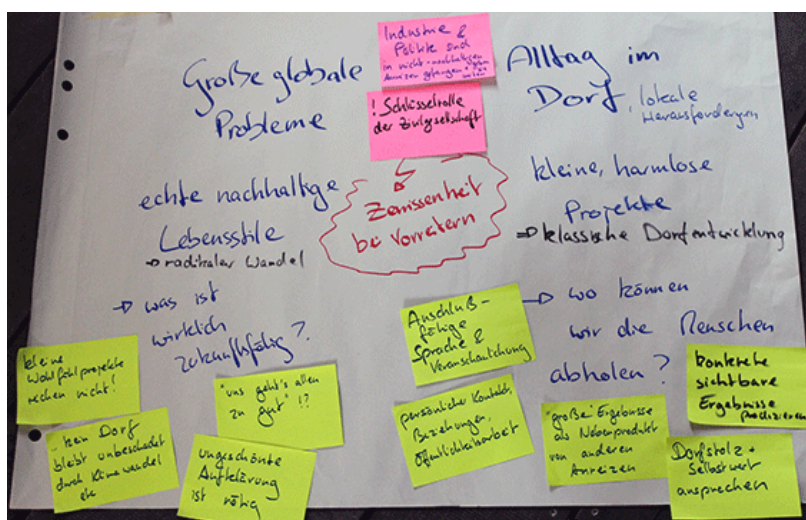 Große globale
Probleme
Industrie &
Politik sind
in nicht-nachhaltigen
Anreizen gefangen
! Schlüsselrolle
der Zivilgesellschaft
Alltag im
Dorf, lokale
Herausforderungen
echte nachhaltige
Lebensstile
→ radikaler Wandel
Zerrissenheit
bei Vorreitern
kleine, harmlose
Projekte
⇒ klassische Dorfentwicklung
→ was ist
wirklich
zukunftsfähig?
→ wo können
wir die Menschen
abholen?
kleine
Wohlfühlprojekte
reichen nicht!
- kein Dorf
bleibt unbeschadet
durch Klimawandel
etc
"uns geht's allen
zu gut" !?
ungeschönte
Aufklärung
ist nötig
Anschluß-
fähige
Sprache &
Veranschaulichung
persönlicher Kontakt,
Beziehungen,
Öffentlichkeitsarbeit
"große" Ergebnisse
als Nebenprodukt
von anderen
Anreizen
konkrete
sichtbare
Ergebnisse
produzieren
Dorfstolz +
Selbstwert
ansprechen